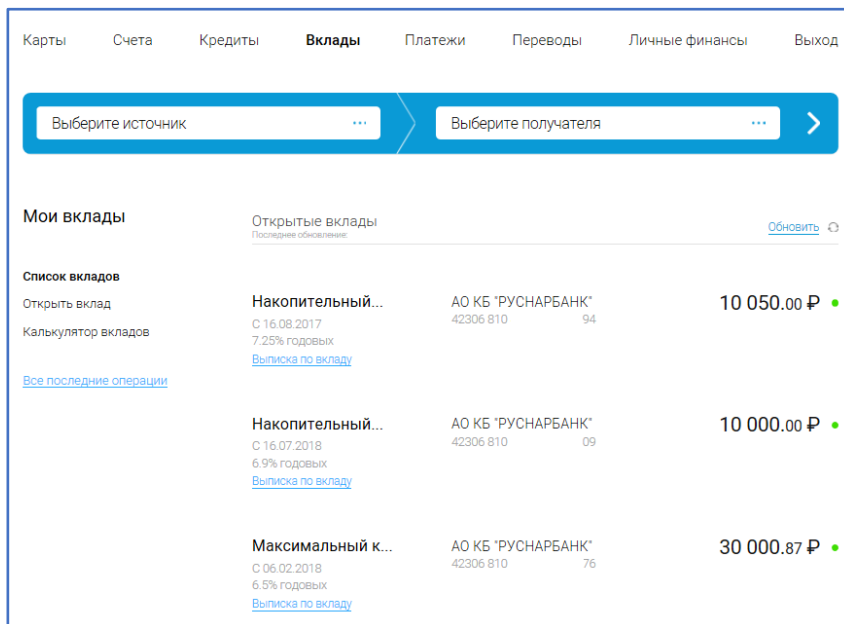 Карты Счета Кредиты Вклады Платежи Переводы Личные финансы Выход
Выберите источник ... Выберите получателя ...
Мои вклады
Открытые вклады
Последнее обновление:
Обновить
Список вкладов
Открыть вклад
Калькулятор вкладов
Все последние операции
Накопительный... АО КБ "РУСНАРБАНК" 10 050.00 ₽
С 16.08.2017 42306 810 94
7.25% годовых
Выписка по вкладу
Накопительный... АО КБ "РУСНАРБАНК" 10 000.00 ₽
С 16.07.2018 42306 810 09
6.9% годовых
Выписка по вкладу
Максимальный к... АО КБ "РУСНАРБАНК" 30 000.87 ₽
С 06.02.2018 42306 810 76
6.5% годовых
Выписка по вкладу